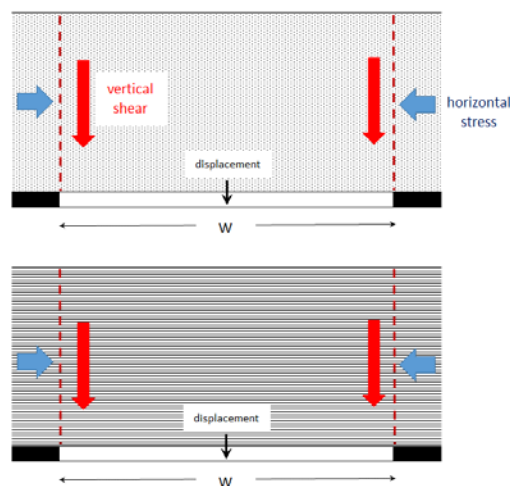 vertical
shear
horizontal
stress
displacement
W
displacement
W